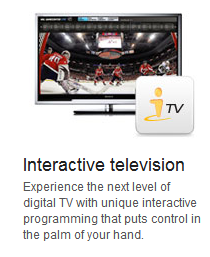 i TV
Interactive television
Experience the next level of
digital TV with unique interactive
programming that puts control in
the palm of your hand.